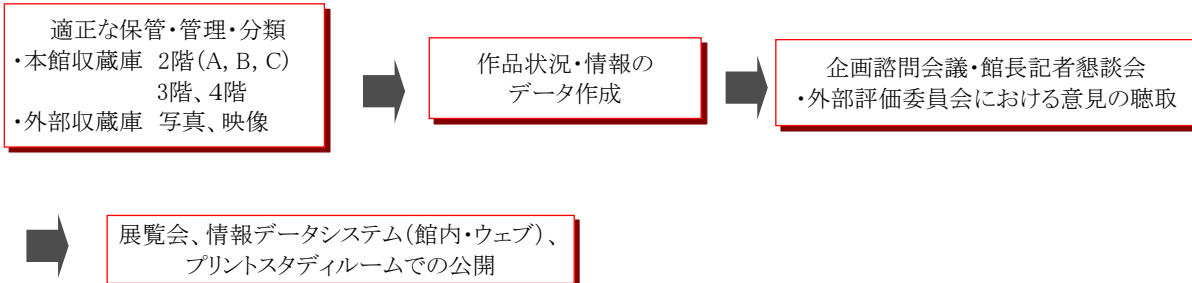 適正な保管・管理・分類
・本館収蔵庫 2階(A, B, C)
3階、4階
・外部収蔵庫 写真、映像
作品状況・情報の
データ作成
企画諮問会議・館長記者懇談会
・外部評価委員会における意見の聴取
展覧会、情報データシステム(館内・ウェブ)、
プリントスタディルームでの公開